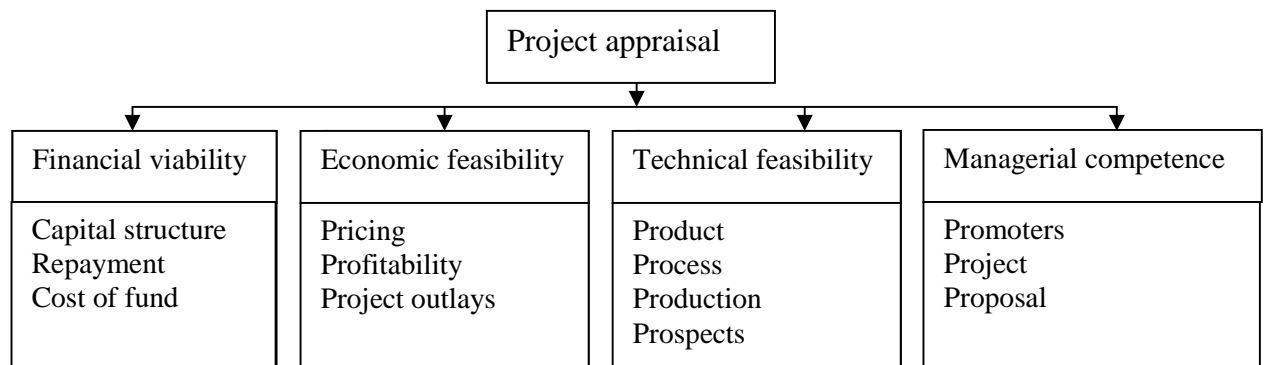 Project appraisal
Financial viability
Capital structure
Repayment
Cost of fund
Economic feasibility
Pricing
Profitability
Project outlays
Technical feasibility
Product
Process
Production
Prospects
Managerial competence
Promoters
Project
Proposal